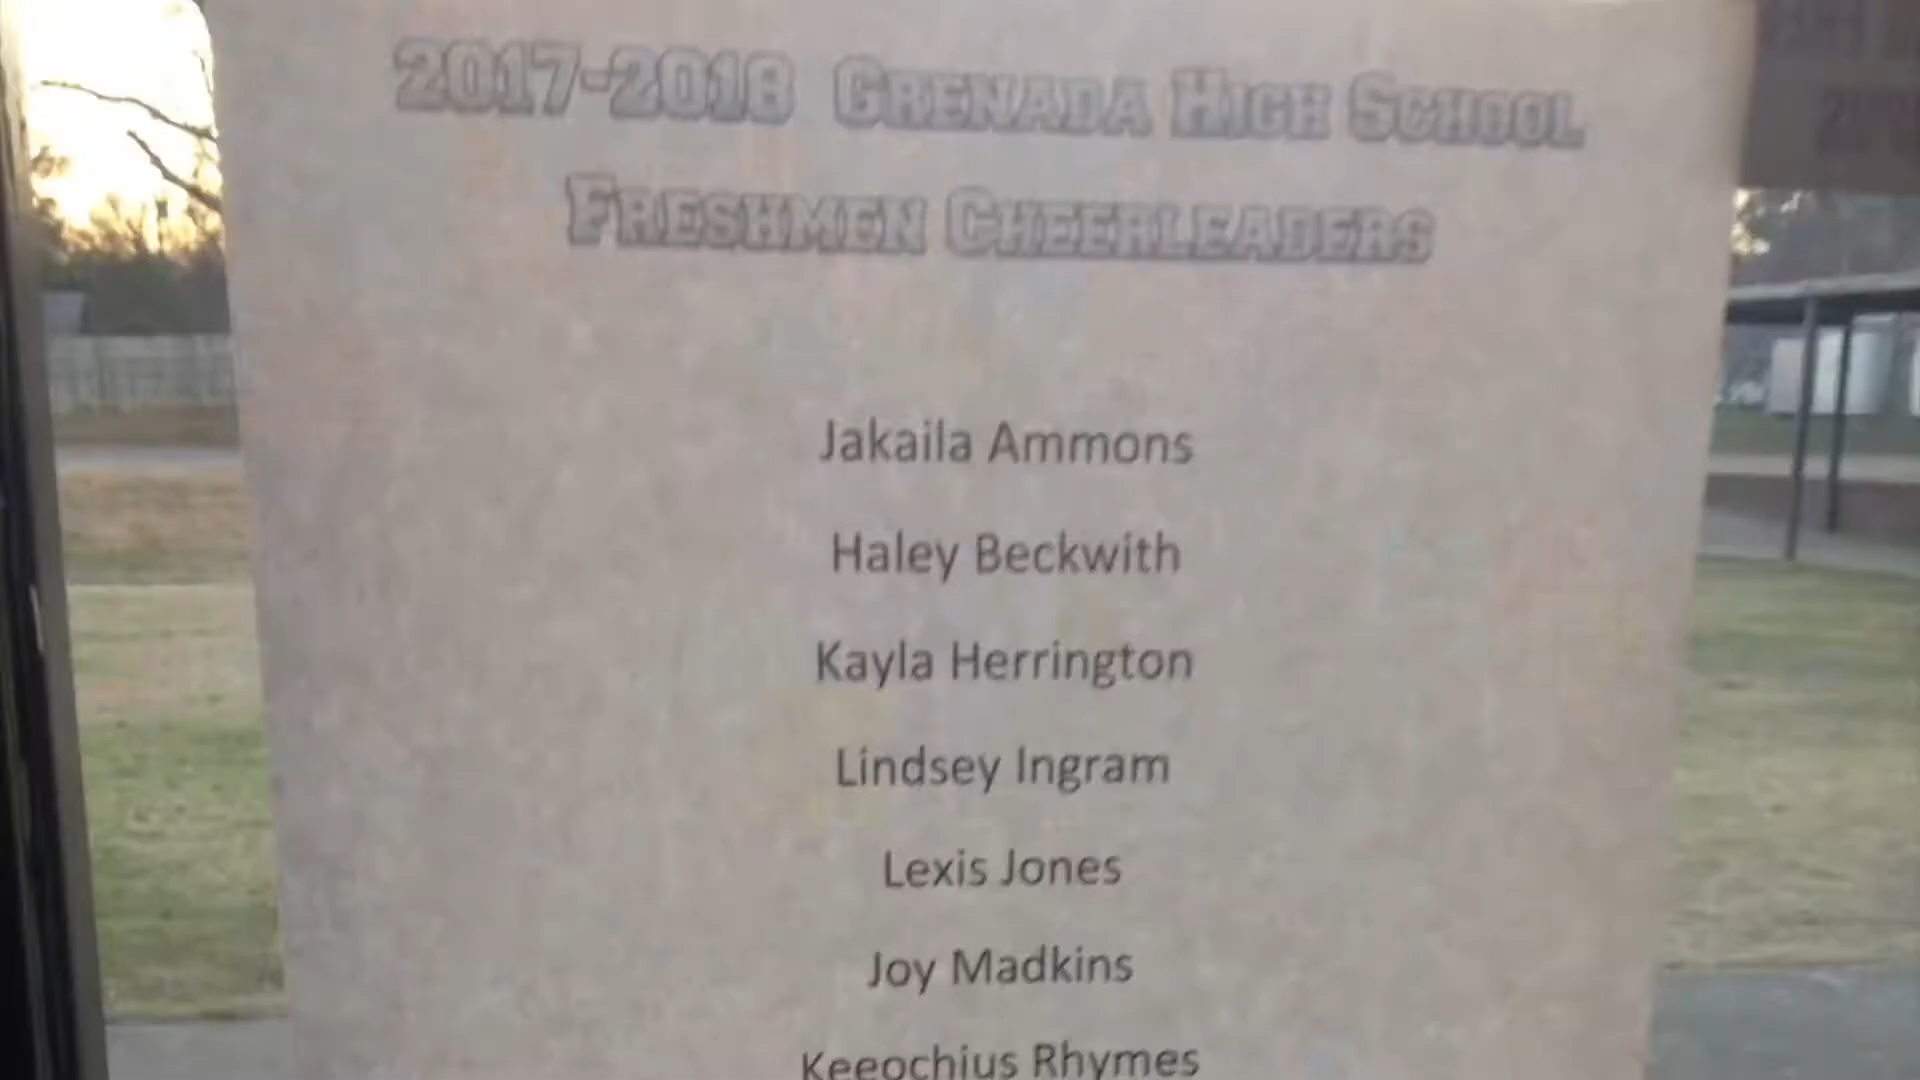 2017-2018 GRENADA HIGH SCHOOL
FRESHMEN CHEERLEADERS
Jakaila Ammons
Haley Beckwith
Kayla Herrington
Lindsey Ingram
Lexis Jones
Joy Madkins
Keeochius Rhymes